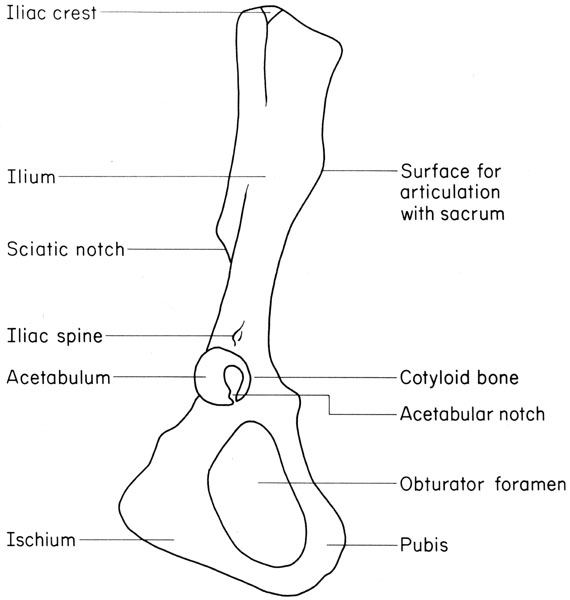 Iliac crest
Ilium
Surface for
articulation
with sacrum
Sciatic notch
Iliac spine
Acetabulum
Cotyloid bone
Acetabular notch
Obturator foramen
Ischium
Pubis